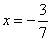 x = -3/7